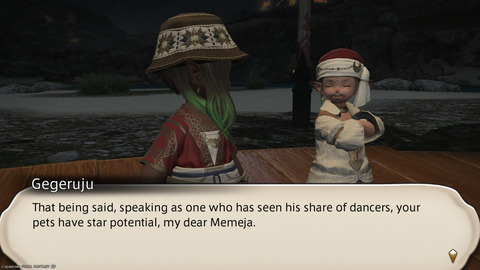 Gegeruju
That being said, speaking as one who has seen his share of dancers, your
pets have star potential, my dear Memeja.